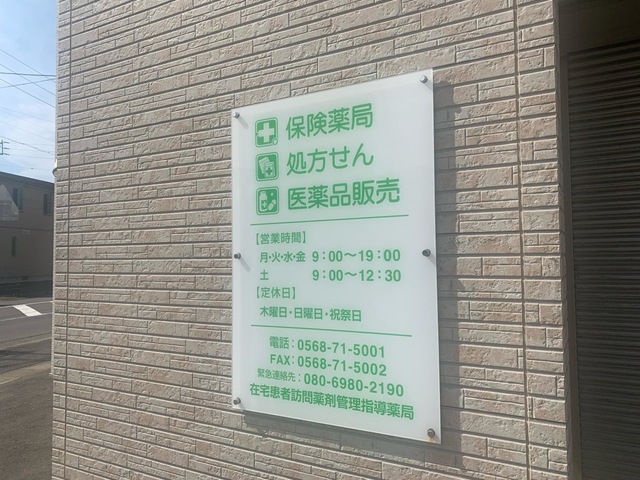 保険薬局
処方せん
医薬品販売
【営業時間】
月・火・水・金 9：00～19：00
土 9：00～12：30
【定休日】
木曜日・日曜日・祝祭日
電話：0568-71-5001
FAX：0568-71-5002
緊急連絡先：080-6980-2190
在宅患者訪問薬剤管理指導薬局